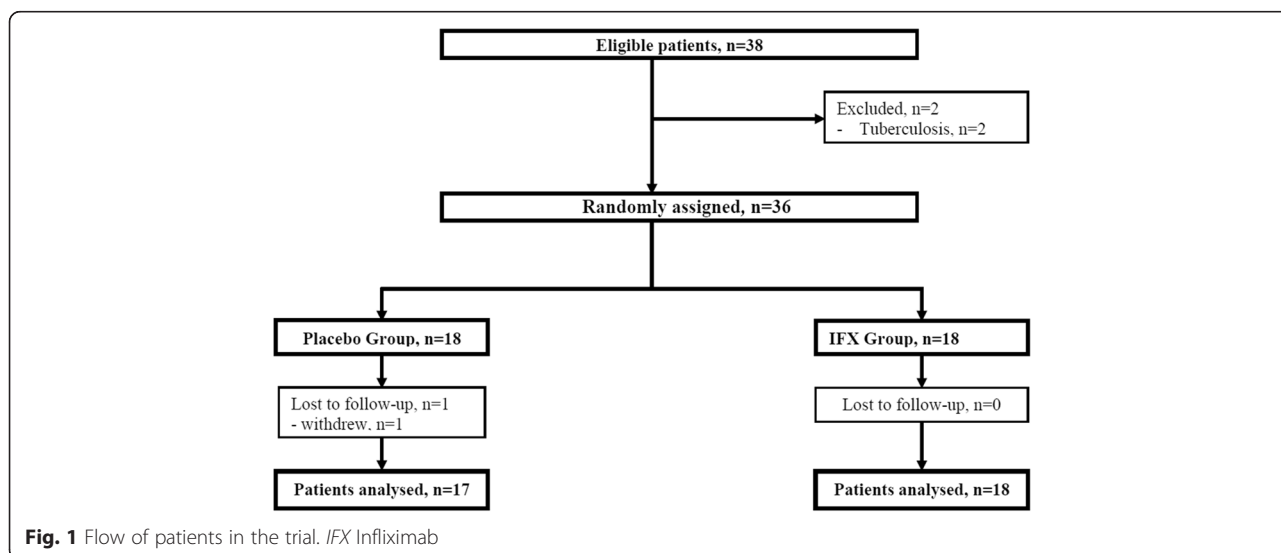 Eligible patients, n=38
Excluded, n=2
- Tuberculosis, n=2
Randomly assigned, n=36
Placebo Group, n=18
IFX Group, n=18
Lost to follow-up, n=1
- withdrew, n=1
Lost to follow-up, n=0
Patients analysed, n=17
Patients analysed, n=18
Fig. 1 Flow of patients in the trial. IFX Infliximab